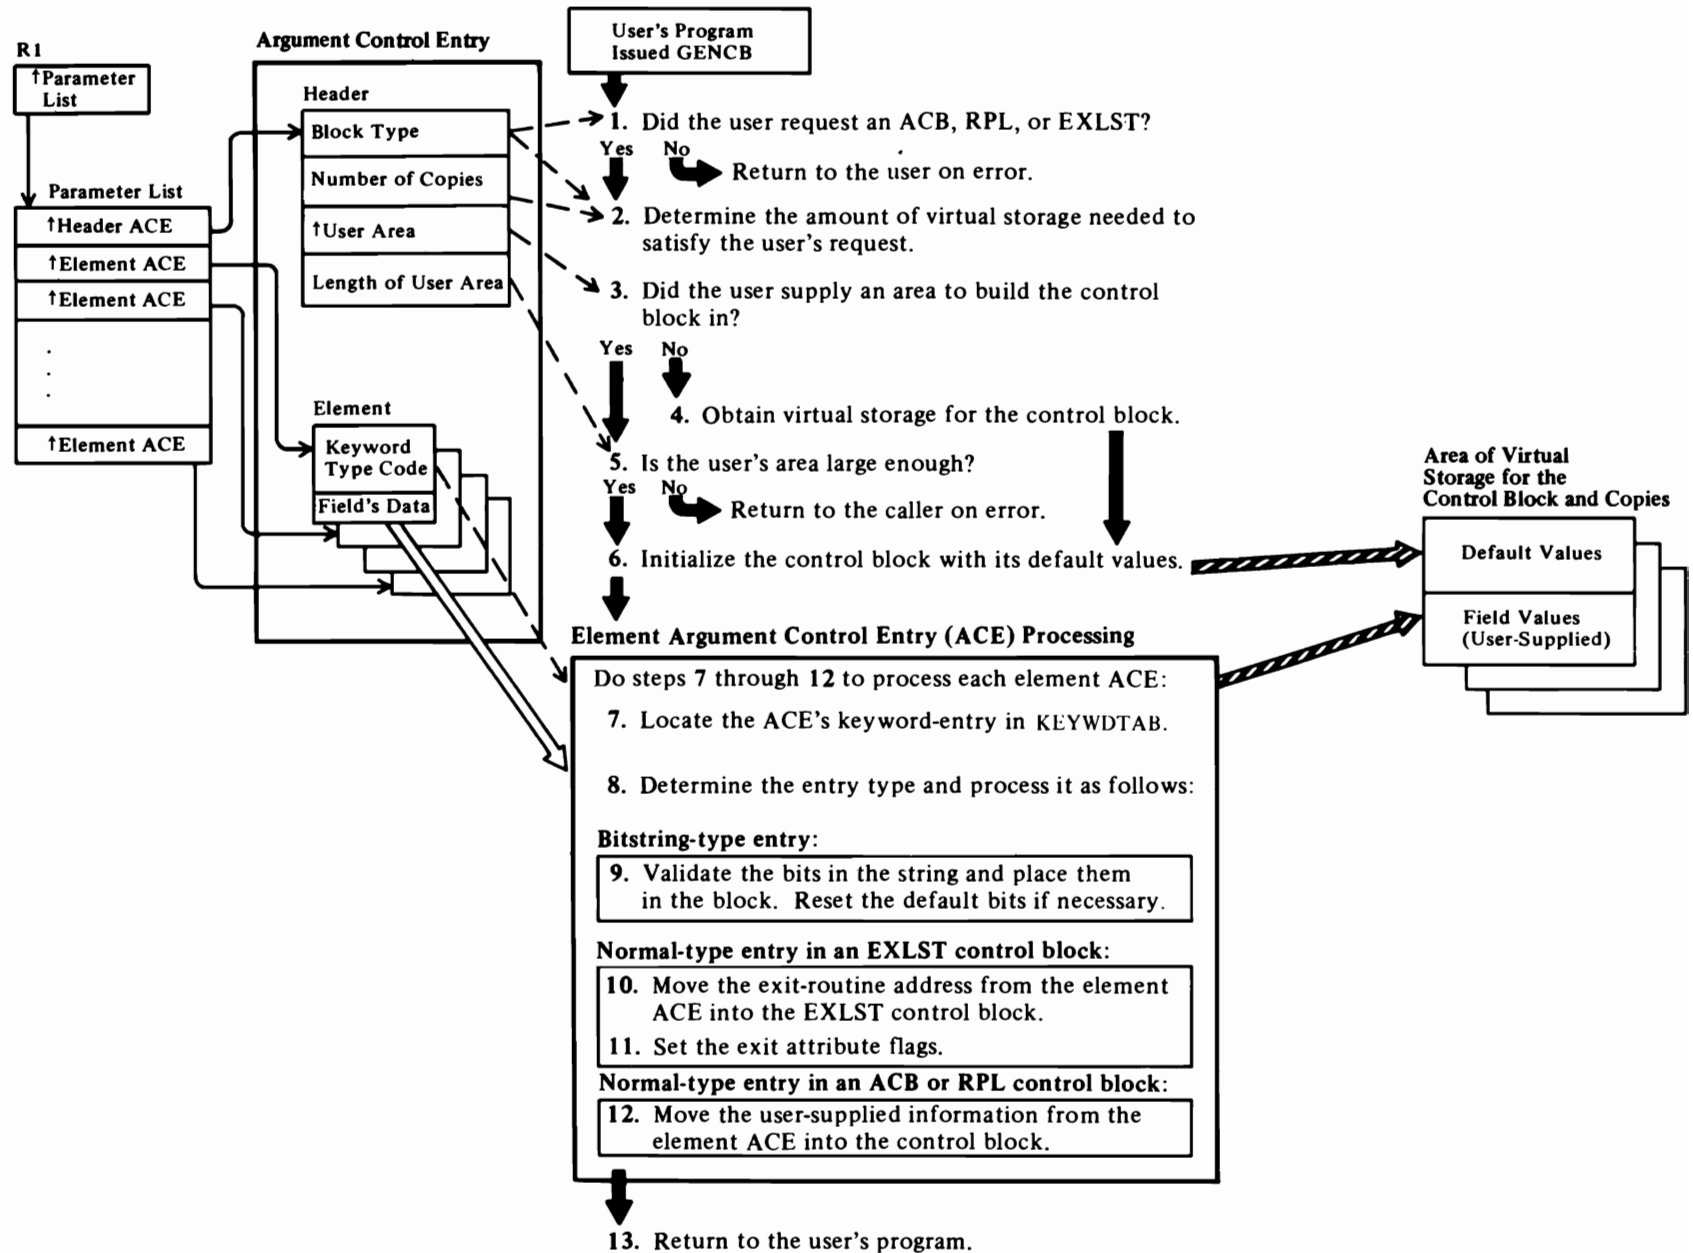 R1
↑Parameter
List
Parameter List
↑Header ACE
↑Element ACE
↑Element ACE
.
.
.
↑Element ACE
Argument Control Entry
Header
Block Type
Number of Copies
↑User Area
Length of User Area
Element
Keyword
Type Code
Field's Data
User's Program
Issued GENCB
1. Did the user request an ACB, RPL, or EXLST?
Yes No
Return to the user on error.
2. Determine the amount of virtual storage needed to
satisfy the user's request.
3. Did the user supply an area to build the control
block in?
Yes No
4. Obtain virtual storage for the control block.
5. Is the user's area large enough?
Yes No
Return to the caller on error.
6. Initialize the control block with its default values.
Element Argument Control Entry (ACE) Processing
Do steps 7 through 12 to process each element ACE:
7. Locate the ACE's keyword-entry in KEYWDTAB.
8. Determine the entry type and process it as follows:
Bitstring-type entry:
9. Validate the bits in the string and place them
in the block. Reset the default bits if necessary.
Normal-type entry in an EXLST control block:
10. Move the exit-routine address from the element
ACE into the EXLST control block.
11. Set the exit attribute flags.
Normal-type entry in an ACB or RPL control block:
12. Move the user-supplied information from the
element ACE into the control block.
13. Return to the user's program.
Area of Virtual
Storage for the
Control Block and Copies
Default Values
Field Values
(User-Supplied)